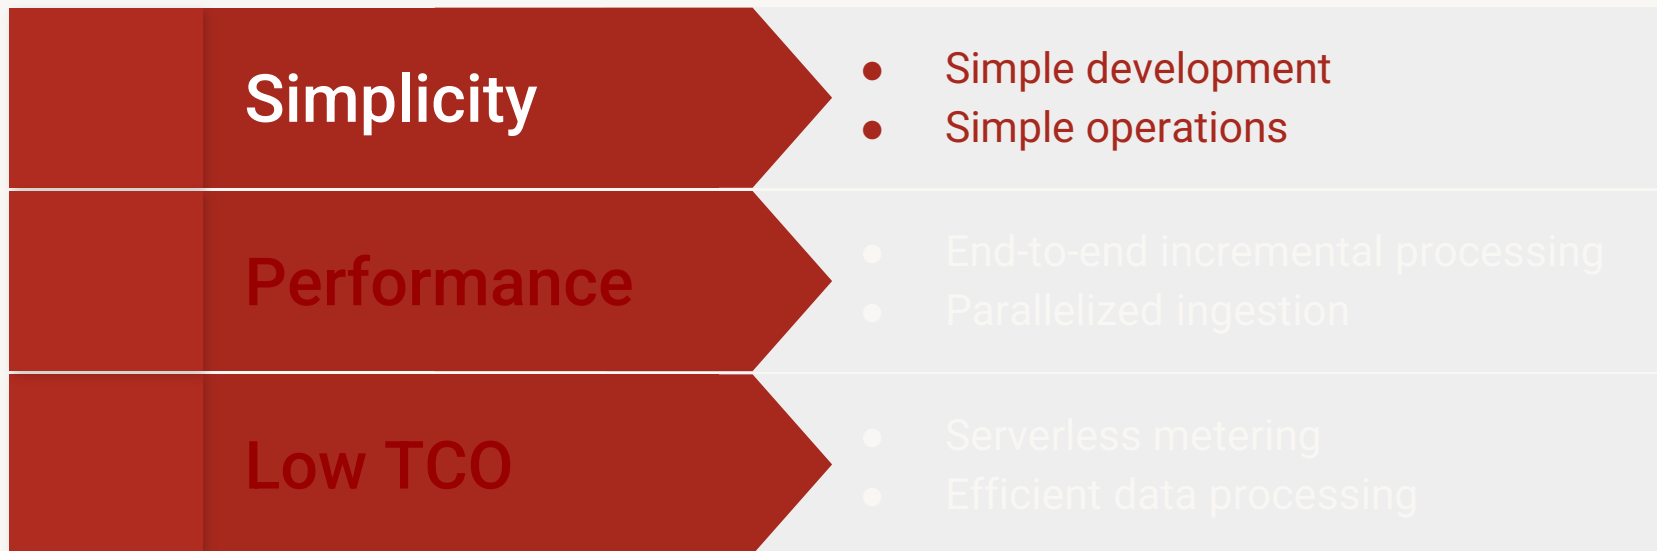 Simplicity
● Simple development
● Simple operations
Performance
● End-to-end incremental processing
● Parallelized ingestion
Low TCO
● Serverless metering
● Efficient data processing